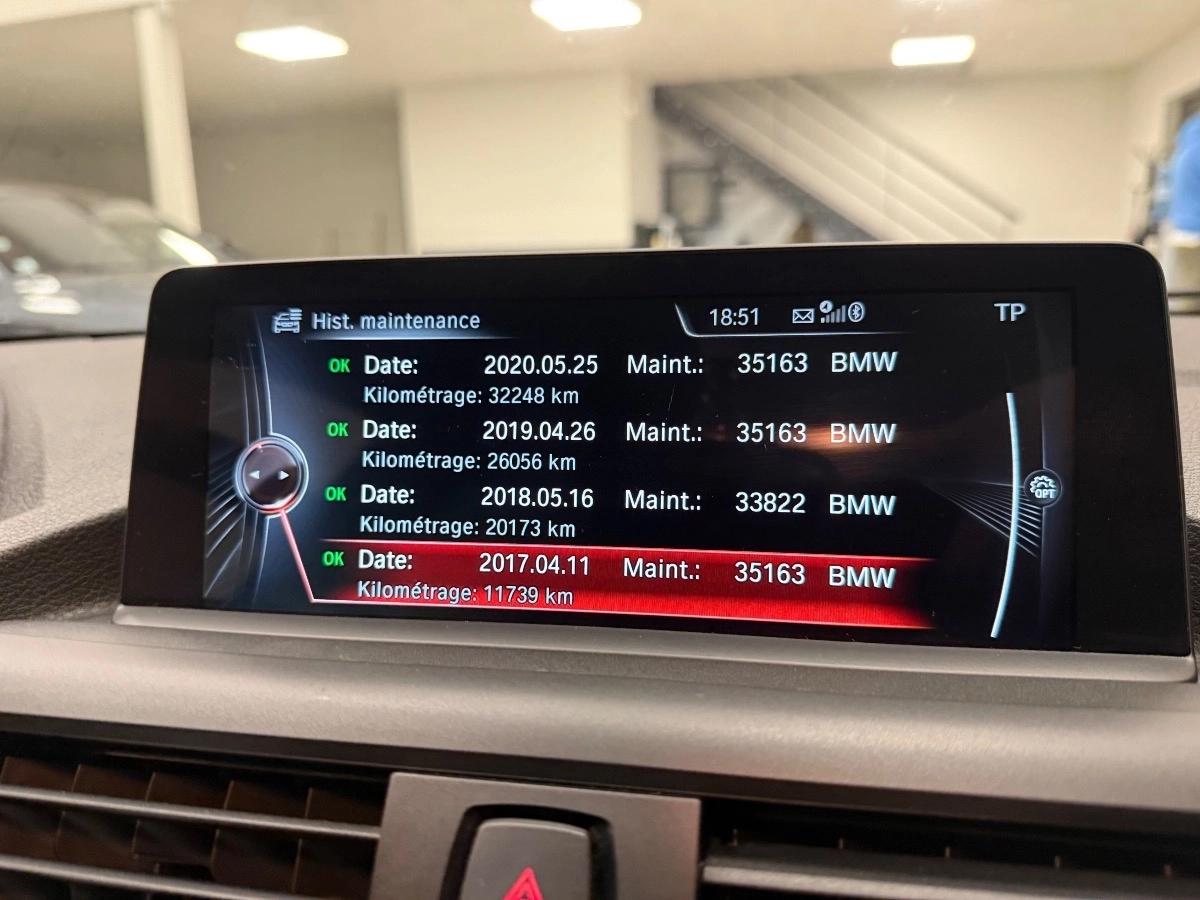 Hist. maintenance 18:51 TP
OK Date: 2020.05.25 Maint.: 35163 BMW
Kilométrage: 32248 km
OK Date: 2019.04.26 Maint.: 35163 BMW
Kilométrage: 26056 km
OK Date: 2018.05.16 Maint.: 33822 BMW
Kilométrage: 20173 km
OK Date: 2017.04.11 Maint.: 35163 BMW
Kilométrage: 11739 km
OPT